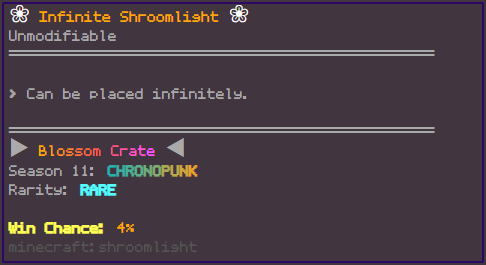 ❀ Infinite Shroomlight ❀
Unmodifiable
> Can be placed infinitely.
▶ Blossom Crate ◀
Season 11: CHRONOPUNK
Rarity: RARE
Win Chance: 4%
minecraft:shroomlight